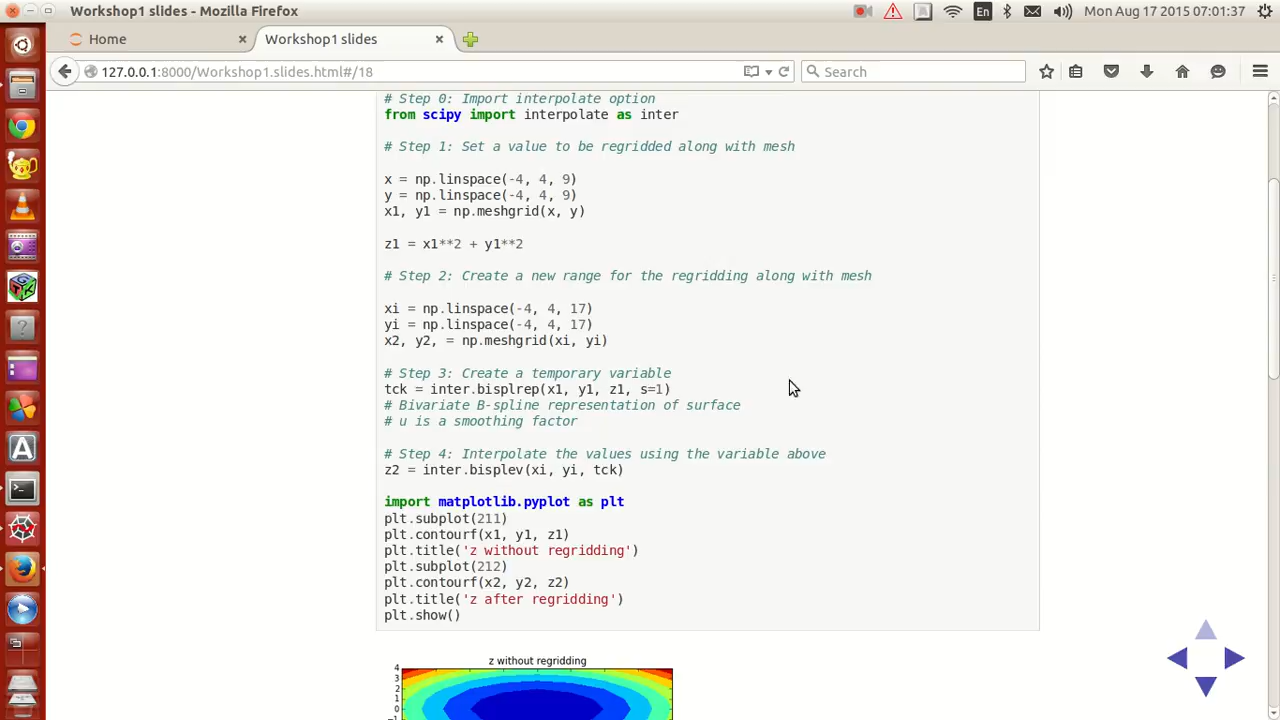 Workshop1 slides - Mozilla Firefox
En
Mon Aug 17 2015 07:01:37
Home
Workshop1 slides
127.0.0.1:8000/Workshop1.slides.html#/18
Search
# Step 0: Import interpolate option
from scipy import interpolate as inter
# Step 1: Set a value to be regridded along with mesh
x = np.linspace(-4, 4, 9)
y = np.linspace(-4, 4, 9)
x1, y1 = np.meshgrid(x, y)
z1 = x1**2 + y1**2
# Step 2: Create a new range for the regridding along with mesh
xi = np.linspace(-4, 4, 17)
yi = np.linspace(-4, 4, 17)
x2, y2, = np.meshgrid(xi, yi)
# Step 3: Create a temporary variable
tck = inter.bisplrep(x1, y1, z1, s=1)
# Bivariate B-spline representation of surface
# u is a smoothing factor
# Step 4: Interpolate the values using the variable above
z2 = inter.bisplev(xi, yi, tck)
import matplotlib.pyplot as plt
plt.subplot(211)
plt.contourf(x1, y1, z1)
plt.title('z without regridding')
plt.subplot(212)
plt.contourf(x2, y2, z2)
plt.title('z after regridding')
plt.show()
z without regridding
4
3
2
1
0
−1